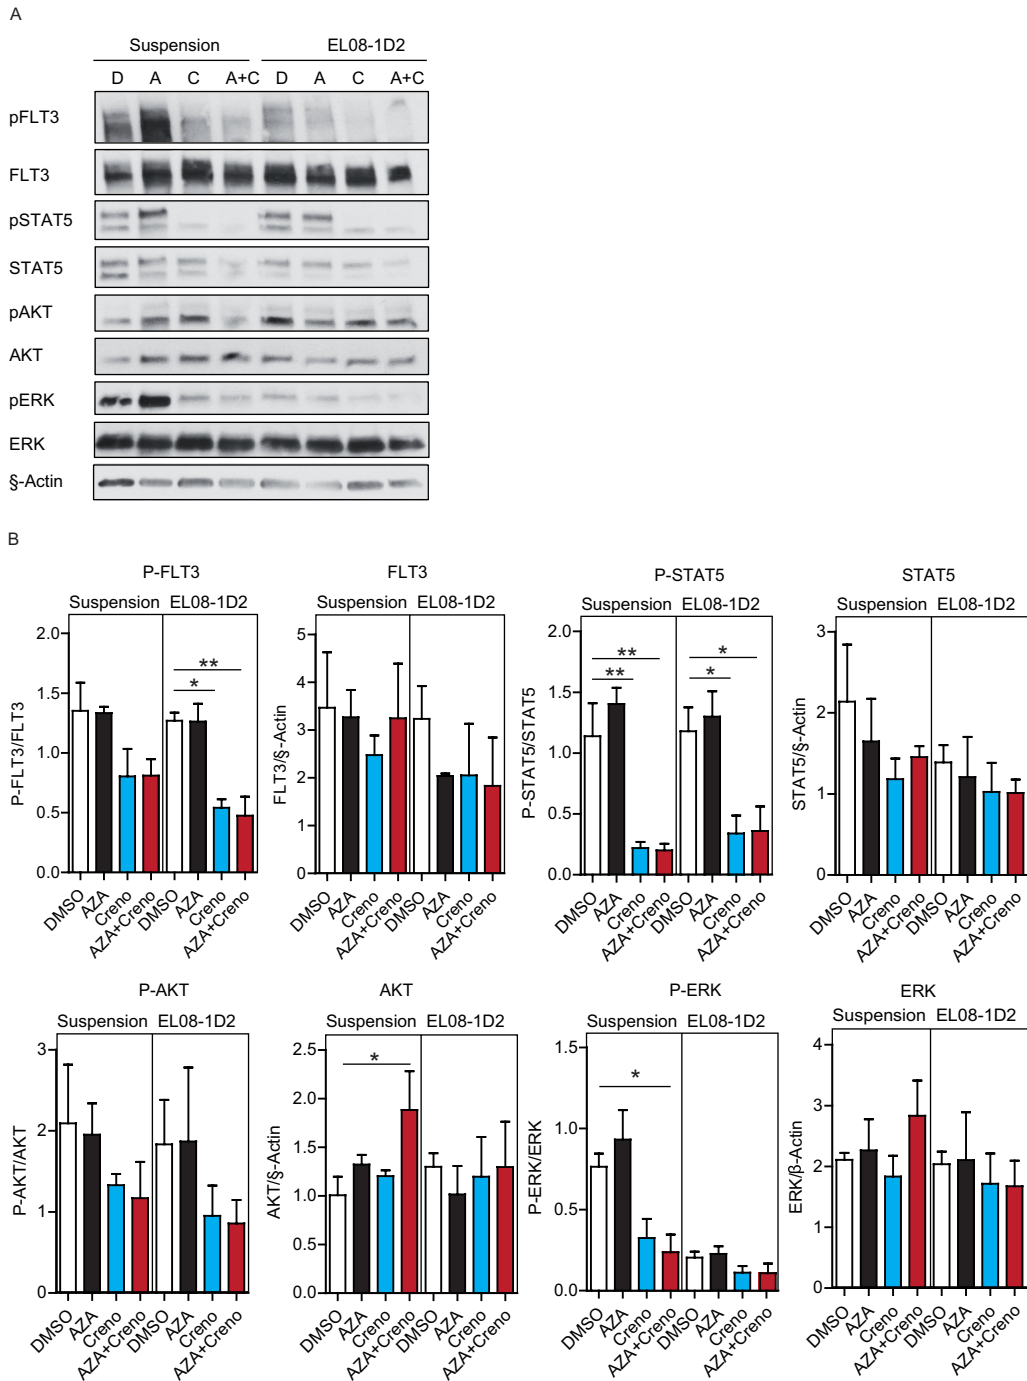 A
Suspension EL08-1D2
D A C A+C D A C A+C
pFLT3
FLT3
pSTAT5
STAT5
pAKT
AKT
pERK
ERK
§-Actin
B
P-FLT3
Suspension EL08-1D2
P-FLT3/FLT3
2.0
1.5
1.0
0.5
0.0
**
*
DMSO AZA Creno AZA+Creno DMSO AZA Creno AZA+Creno
FLT3
Suspension EL08-1D2
FLT3/§-Actin
5
4
3
2
1
0
DMSO AZA Creno AZA+Creno DMSO AZA Creno AZA+Creno
P-STAT5
Suspension EL08-1D2
P-STAT5/STAT5
2.0
1.5
1.0
0.5
0.0
** *
** *
DMSO AZA Creno AZA+Creno DMSO AZA Creno AZA+Creno
STAT5
Suspension EL08-1D2
STAT5/§-Actin
3
2
1
0
DMSO AZA Creno AZA+Creno DMSO AZA Creno AZA+Creno
P-AKT
Suspension EL08-1D2
P-AKT/AKT
3
2
1
0
DMSO AZA Creno AZA+Creno DMSO AZA Creno AZA+Creno
AKT
Suspension EL08-1D2
AKT/§-Actin
2.5
2.0
1.5
1.0
0.5
0.0
*
DMSO AZA Creno AZA+Creno DMSO AZA Creno AZA+Creno
P-ERK
Suspension EL08-1D2
P-ERK/ERK
1.5
1.0
0.5
0.0
*
DMSO AZA Creno AZA+Creno DMSO AZA Creno AZA+Creno
ERK
Suspension EL08-1D2
ERK/β-Actin
4
3
2
1
0
DMSO AZA Creno AZA+Creno DMSO AZA Creno AZA+Creno